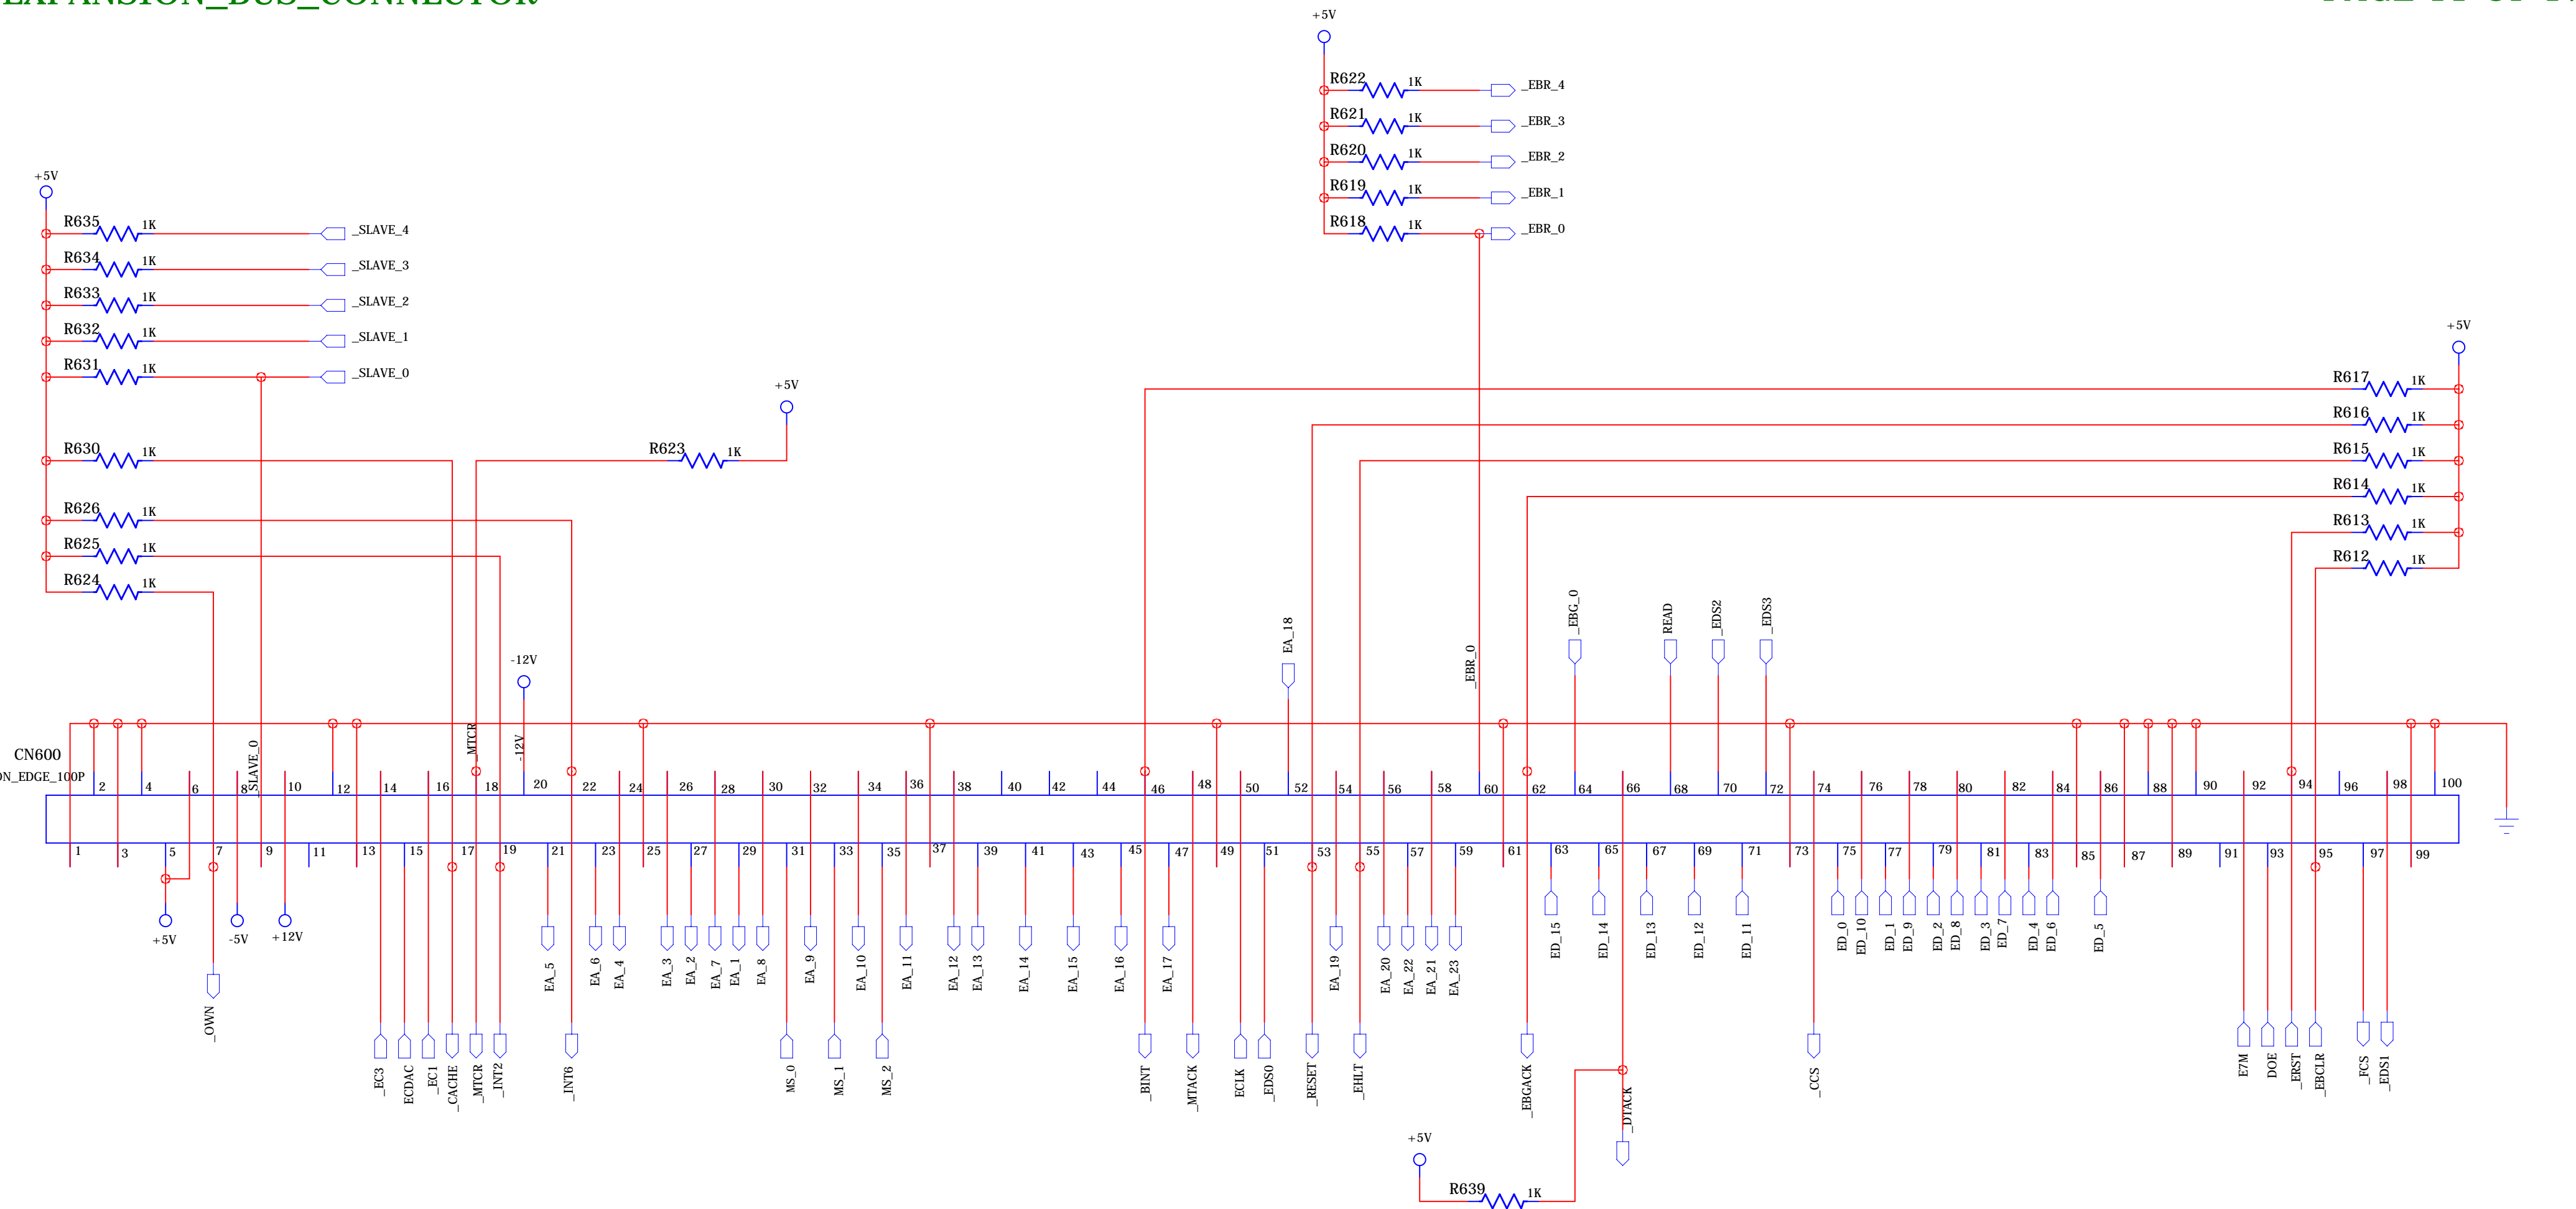 EXPANSION_BUS_CONNECTOR
+5V
R622 1K _EBR_4
R621 1K _EBR_3
R620 1K _EBR_2
R619 1K _EBR_1
R618 1K _EBR_0
+5V
R635 1K _SLAVE_4
R634 1K _SLAVE_3
R633 1K _SLAVE_2
R632 1K _SLAVE_1
R631 1K _SLAVE_0
R630 1K
R626 1K
R625 1K
R624 1K
+5V
R623 1K
+5V
R617 1K
R616 1K
R615 1K
R614 1K
R613 1K
R612 1K
-12V
EA_18
_EBR_0
_EBG_0
READ
_EDS2
_EDS3
_SLAVE_0
_MTCR
-12V
CN600
ON_EDGE_100P
2 4 6 8 10 12 14 16 18 20 22 24 26 28 30 32 34 36 38 40 42 44 46 48 50 52 54 56 58 60 62 64 66 68 70 72 74 76 78 80 82 84 86 88 90 92 94 96 98 100
1 3 5 7 9 11 13 15 17 19 21 23 25 27 29 31 33 35 37 39 41 43 45 47 49 51 53 55 57 59 61 63 65 67 69 71 73 75 77 79 81 83 85 87 89 91 93 95 97 99
+5V -5V +12V
EA_5 EA_6 EA_4 EA_3 EA_2 EA_7 EA_1 EA_8 EA_9 EA_10 EA_11 EA_12 EA_13 EA_14 EA_15 EA_16 EA_17 EA_19 EA_20 EA_22 EA_21 EA_23
ED_15 ED_14 ED_13 ED_12 ED_11 ED_0 ED_10 ED_1 ED_9 ED_2 ED_8 ED_3 ED_7 ED_4 ED_6 ED_5
_OWN
_EC3 ECDAC _EC1 _CACHE _MTCR _INT2 _INT6 MS_0 MS_1 MS_2 _BINT _MTACK ECLK _EDS0 _RESET _EHLT _EBGACK _DTACK _CCS E7M DOE _ERST _EBCLR _FCS _EDS1
+5V
R639 1K